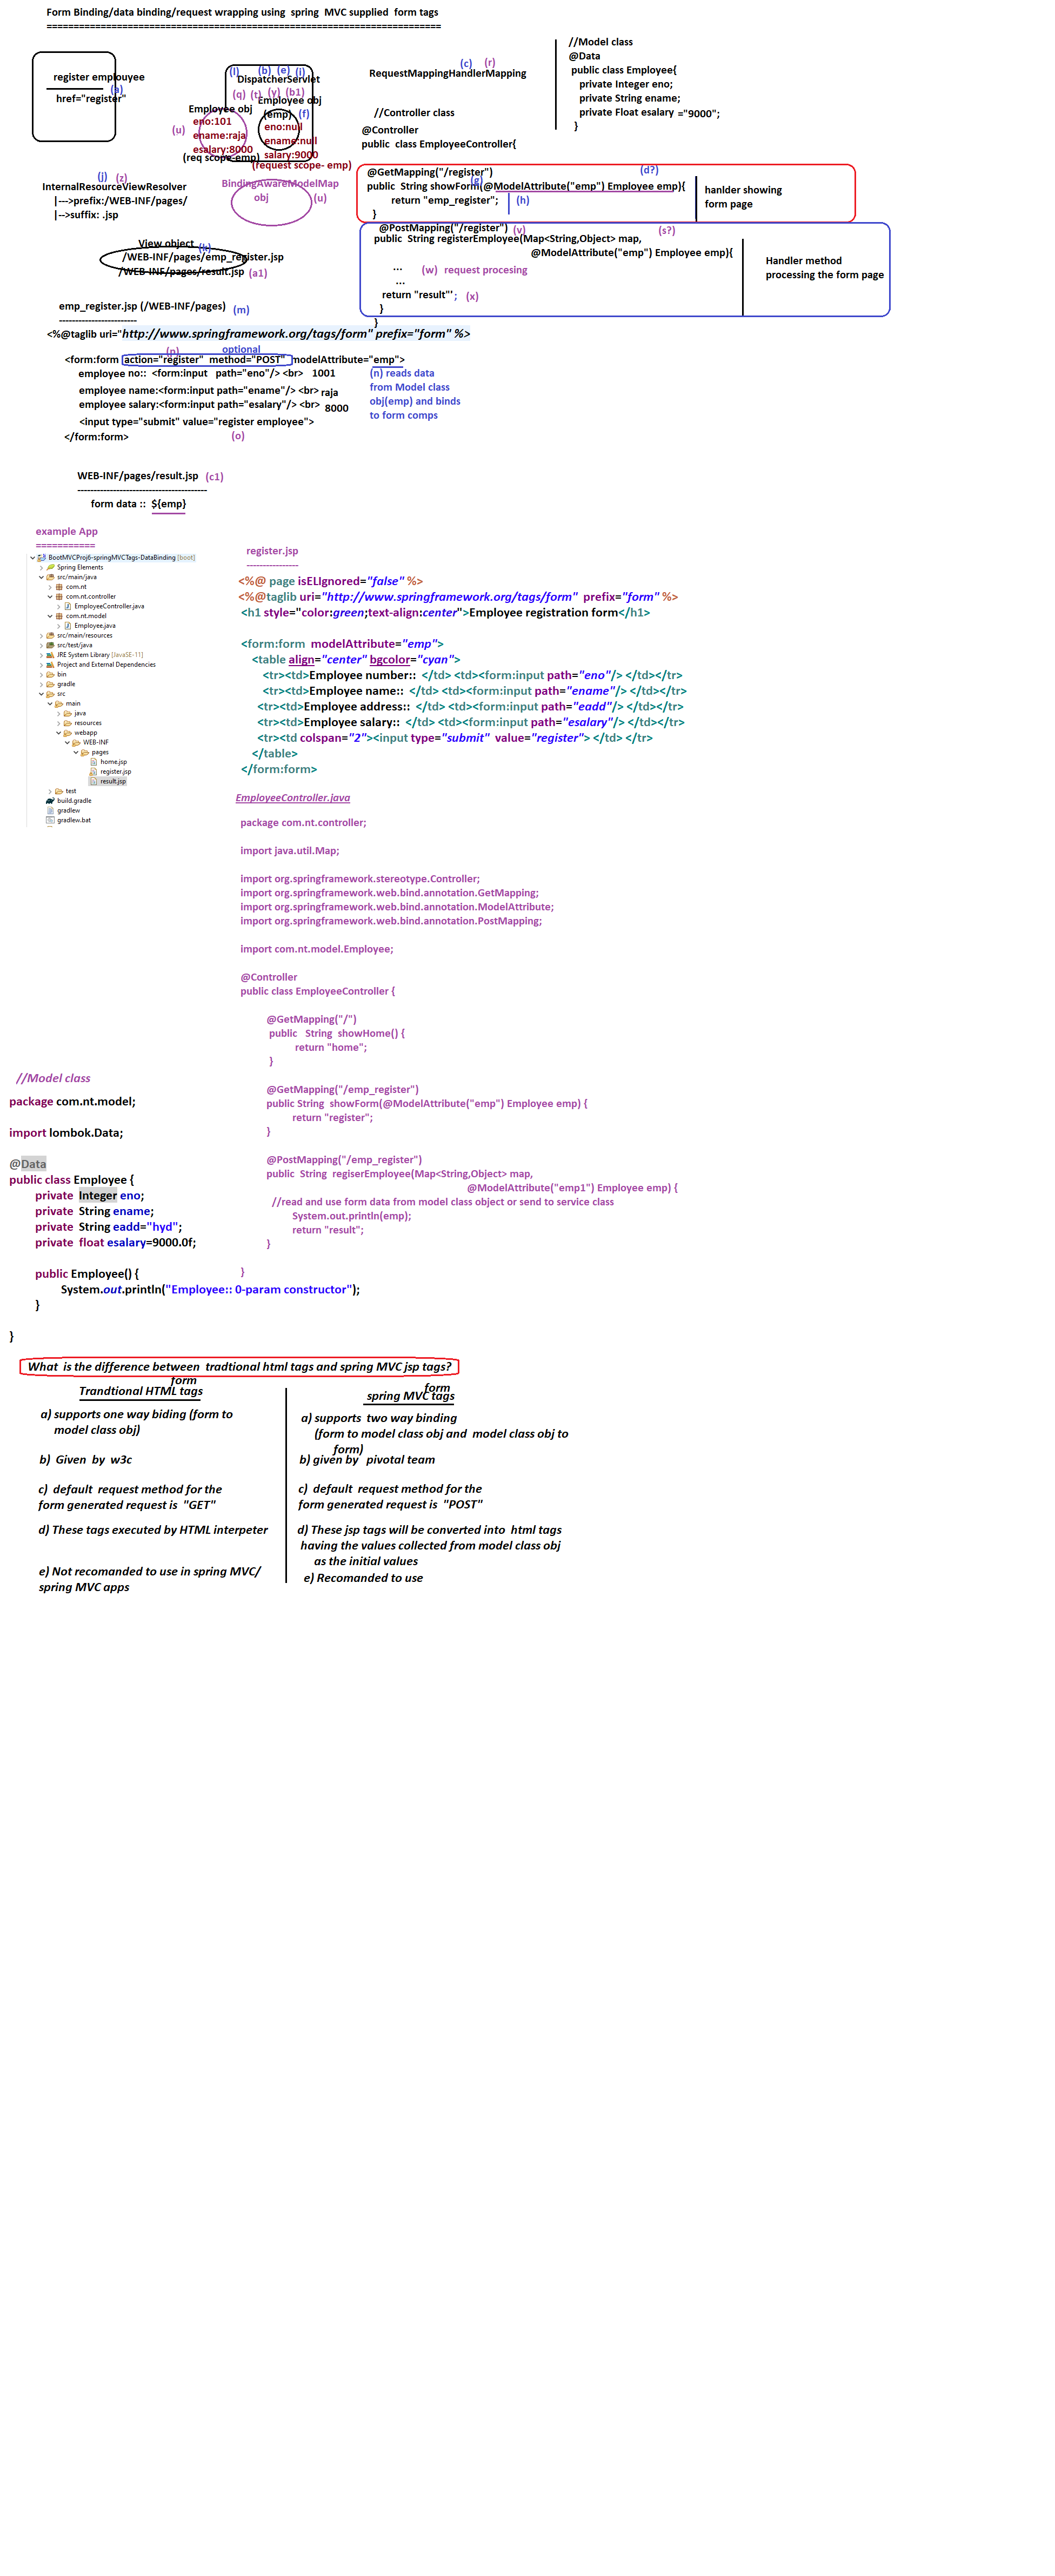 Form Binding/data binding/request wrapping using  spring  MVC supplied  form tags
===========================================================================
register emplouyee
(a)
href="register"
(l)
(b)
(e)
(i)
DispatcherServlet
(q)
(t)
(y)
(b1)
Employee obj
(emp)
(f)
eno:null
ename:null
salary:9000
(request scope- emp)
Employee obj
(u)
eno:101
ename:raja
esalary:8000
(req scope-emp)
(c)
(r)
RequestMappingHandlerMapping
//Model class
@Data
public class Employee{
private Integer eno;
private String ename;
private Float esalary ="9000";
}
//Controller class
@Controller
public  class EmployeeController{
(d?)
@GetMapping("/register")
(g)
public  String showForm(@ModelAttribute("emp") Employee emp){
return "emp_register";
(h)
}
hanlder showing
form page
(j)
(z)
InternalResourceViewResolver
|--->prefix:/WEB-INF/pages/
|-->suffix: .jsp
BindingAwareModelMap
obj
(u)
@PostMapping("/register")
(v)
(s?)
public  String registerEmployee(Map<String,Object> map,
@ModelAttribute("emp") Employee emp){
...
(w)  request procesing
...
return "result"';
(x)
}
}
Handler method
processing the form page
View object
(k)
/WEB-INF/pages/emp_register.jsp
/WEB-INF/pages/result.jsp
(a1)
emp_register.jsp (/WEB-INF/pages)
(m)
------------------------
<%@taglib uri="http://www.springframework.org/tags/form" prefix="form" %>
(p)
optional
<form:form  action="register"  method="POST"  modelAttribute="emp">
employee no::  <form:input   path="eno"/> <br>   1001
employee name:<form:input path="ename"/> <br> raja
employee salary:<form:input path="esalary"/> <br>  8000
<input type="submit" value="register employee">
</form:form>
(o)
(n) reads data
from Model class
obj(emp) and binds
to form comps
WEB-INF/pages/result.jsp
(c1)
----------------------------------------
form data ::  ${emp}
example App
===========
BootMVCProj6-springMVCTags-DataBinding [boot]
Spring Elements
src/main/java
com.nt
com.nt.controller
EmployeeController.java
com.nt.model
Employee.java
src/main/resources
src/test/java
JRE System Library [JavaSE-11]
Project and External Dependencies
bin
gradle
src
main
java
resources
webapp
WEB-INF
pages
home.jsp
register.jsp
result.jsp
test
build.gradle
gradlew
gradlew.bat
register.jsp
----------------
<%@ page isELIgnored="false" %>
<%@taglib uri="http://www.springframework.org/tags/form"  prefix="form" %>
<h1 style="color:green;text-align:center">Employee registration form</h1>
<form:form  modelAttribute="emp">
<table align="center" bgcolor="cyan">
<tr><td>Employee number::  </td> <td><form:input path="eno"/> </td></tr>
<tr><td>Employee name::  </td> <td><form:input path="ename"/> </td></tr>
<tr><td>Employee address::  </td> <td><form:input path="eadd"/> </td></tr>
<tr><td>Employee salary::  </td> <td><form:input path="esalary"/> </td></tr>
<tr><td colspan="2"><input type="submit"  value="register"> </td> </tr>
</table>
</form:form>
EmployeeController.java
package com.nt.controller;
import java.util.Map;
import org.springframework.stereotype.Controller;
import org.springframework.web.bind.annotation.GetMapping;
import org.springframework.web.bind.annotation.ModelAttribute;
import org.springframework.web.bind.annotation.PostMapping;
import com.nt.model.Employee;
@Controller
public class EmployeeController {
@GetMapping("/")
public   String  showHome() {
return "home";
}
@GetMapping("/emp_register")
public String  showForm(@ModelAttribute("emp") Employee emp) {
return "register";
}
@PostMapping("/emp_register")
public  String  regiserEmployee(Map<String,Object> map,
@ModelAttribute("emp1") Employee emp) {
//read and use form data from model class object or send to service class
System.out.println(emp);
return "result";
}
}
//Model class
package com.nt.model;
import lombok.Data;
@Data
public class Employee {
private  Integer eno;
private  String ename;
private  String eadd="hyd";
private  float esalary=9000.0f;
public Employee() {
System.out.println("Employee:: 0-param constructor");
}
}
What  is the difference between  tradtional html tags and spring MVC jsp tags?
form
Trandtional HTML tags
a) supports one way biding (form to
model class obj)
b)  Given  by  w3c
c)  default  request method for the
form generated request is  "GET"
d) These tags executed by HTML interpeter
e) Not recomanded to use in spring MVC/
spring MVC apps
form
spring MVC tags
a) supports  two way binding
(form to model class obj and  model class obj to
form)
b) given by   pivotal team
c)  default  request method for the
form generated request is  "POST"
d) These jsp tags will be converted into  html tags
having the values collected from model class obj
as the initial values
e) Recomanded to use